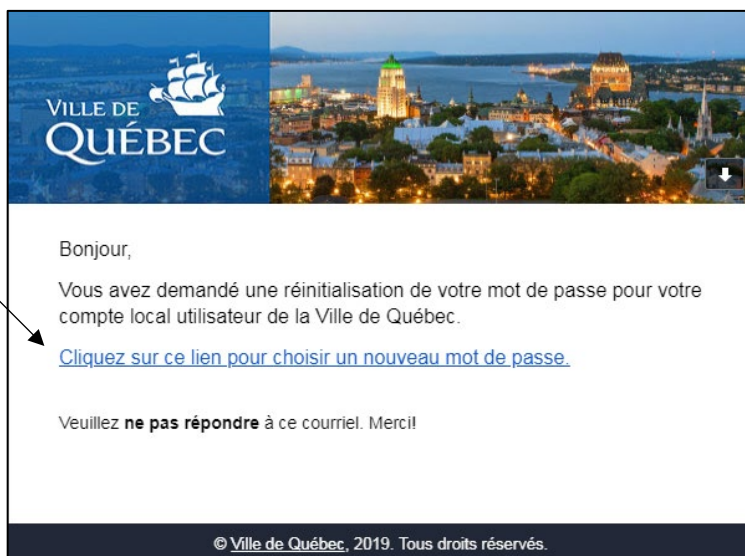 VILLE DE
QUÉBEC
Bonjour,
Vous avez demandé une réinitialisation de votre mot de passe pour votre
compte local utilisateur de la Ville de Québec.
Cliquez sur ce lien pour choisir un nouveau mot de passe.
Veuillez ne pas répondre à ce courriel. Merci!
© Ville de Québec, 2019. Tous droits réservés.